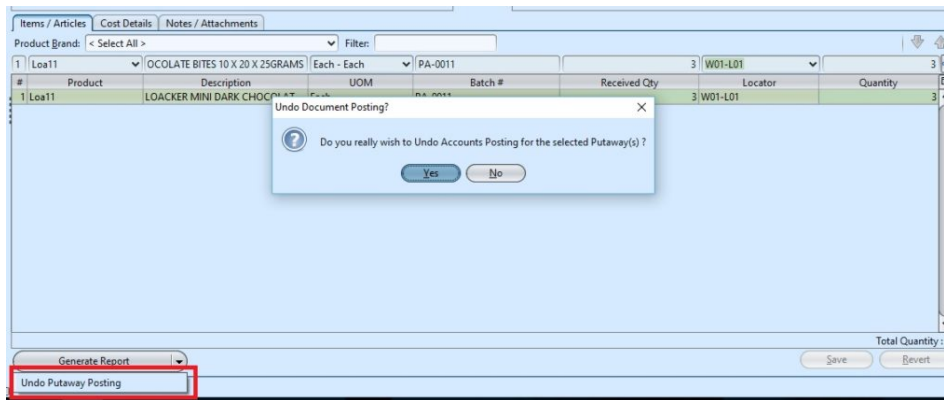 Items / Articles Cost Details Notes / Attachments
Product Brand: < Select All > Filter:
1 Loa11 OCOLATE BITES 10 X 20 X 25GRAMS Each - Each PA-0011 3 W01-L01 3
# Product Description UOM Batch # Received Qty Locator Quantity
1 Loa11 LOACKER MINI DARK CHOCOLAT Each PA-0011 3 W01-L01 3
Undo Document Posting?
Do you really wish to Undo Accounts Posting for the selected Putaway(s) ?
Yes No
Total Quantity :
Generate Report Save Revert
Undo Putaway Posting